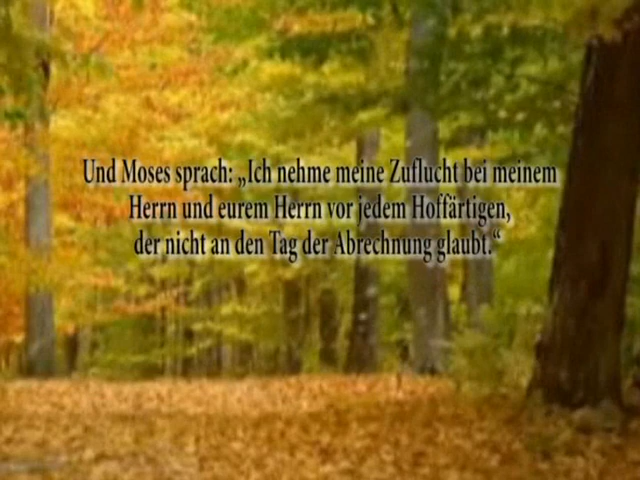 Und Moses sprach: „Ich nehme meine Zuflucht bei meinem
Herrn und eurem Herrn vor jedem Hoffärtigen,
der nicht an den Tag der Abrechnung glaubt.“